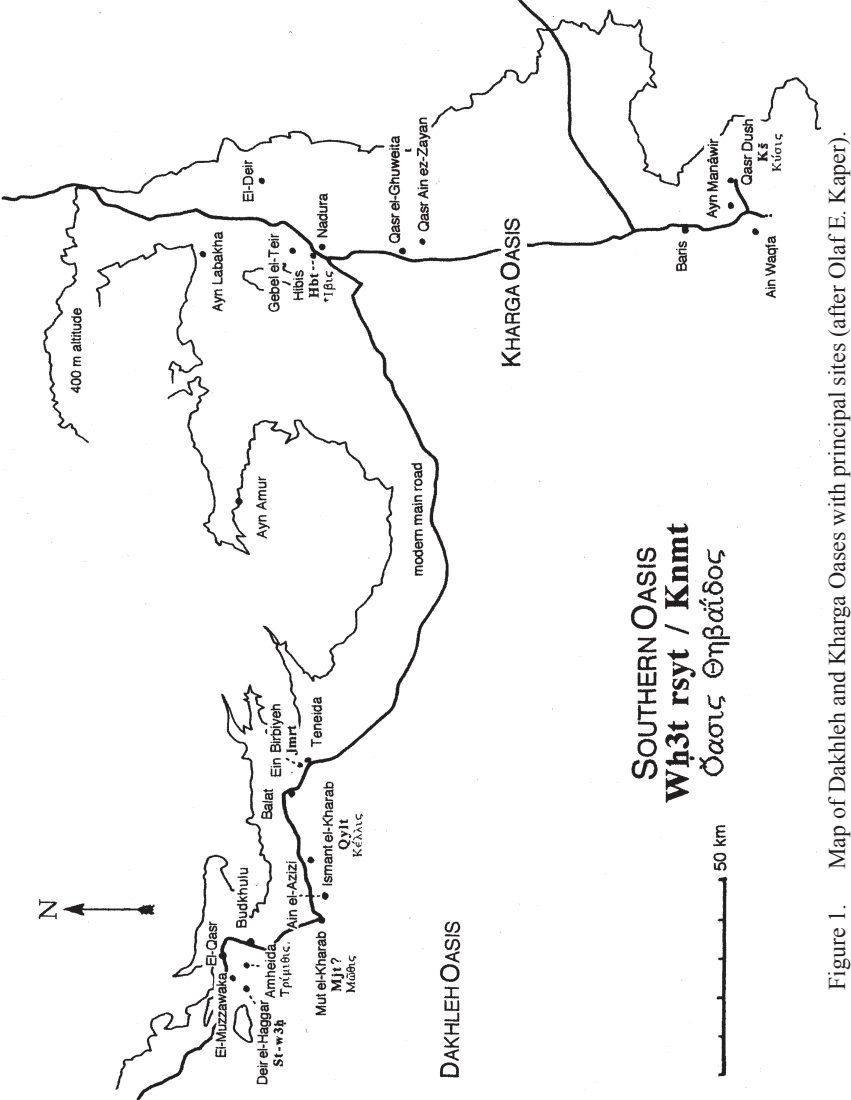 N
400 m altitude
El-Deir
Ayn Labakha
Gebel el-Teir
Hibis
Hbt
Ἶβις
Nadura
Qasr el-Ghuweita
Qasr Ain ez-Zayan
KHARGA OASIS
Baris
Ayn Manâwir
Qasr Dush
Kš
Κύσις
Ain Waqfa
Ayn Amur
modern main road
El-Qasr
El-Muzzawaka
Budkhulu
Deir el-Haggar
St-w3ḥ
Amheida
Τρίμιθις
Ain el-Azizi
Mut el-Kharab
Mjt?
Μῶθις
Ismant el-Kharab
Qylt
Κέλλις
Balat
Ein Birbiyeh
Jmrt
Teneida
DAKHLEH OASIS
SOUTHERN OASIS
Wḥ3t rsyt / Knmt
Ὄασις Θηβαΐδος
50 km
Figure 1. Map of Dakhleh and Kharga Oases with principal sites (after Olaf E. Kaper).